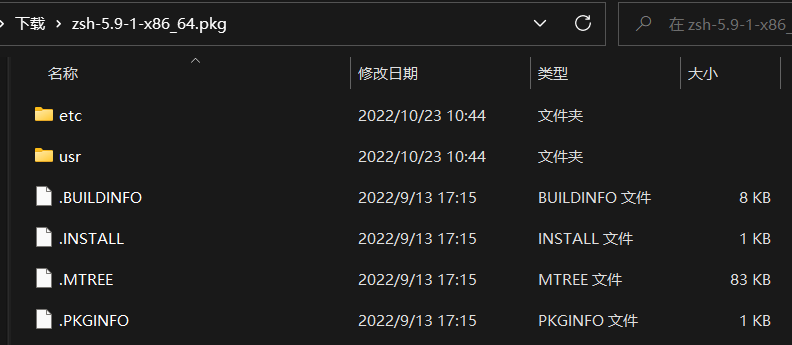 下载 › zsh-5.9-1-x86_64.pkg 在 zsh-5.9-1-x86_
名称 修改日期 类型 大小
etc 2022/10/23 10:44 文件夹
usr 2022/10/23 10:44 文件夹
.BUILDINFO 2022/9/13 17:15 BUILDINFO 文件 8 KB
.INSTALL 2022/9/13 17:15 INSTALL 文件 1 KB
.MTREE 2022/9/13 17:15 MTREE 文件 83 KB
.PKGINFO 2022/9/13 17:15 PKGINFO 文件 1 KB